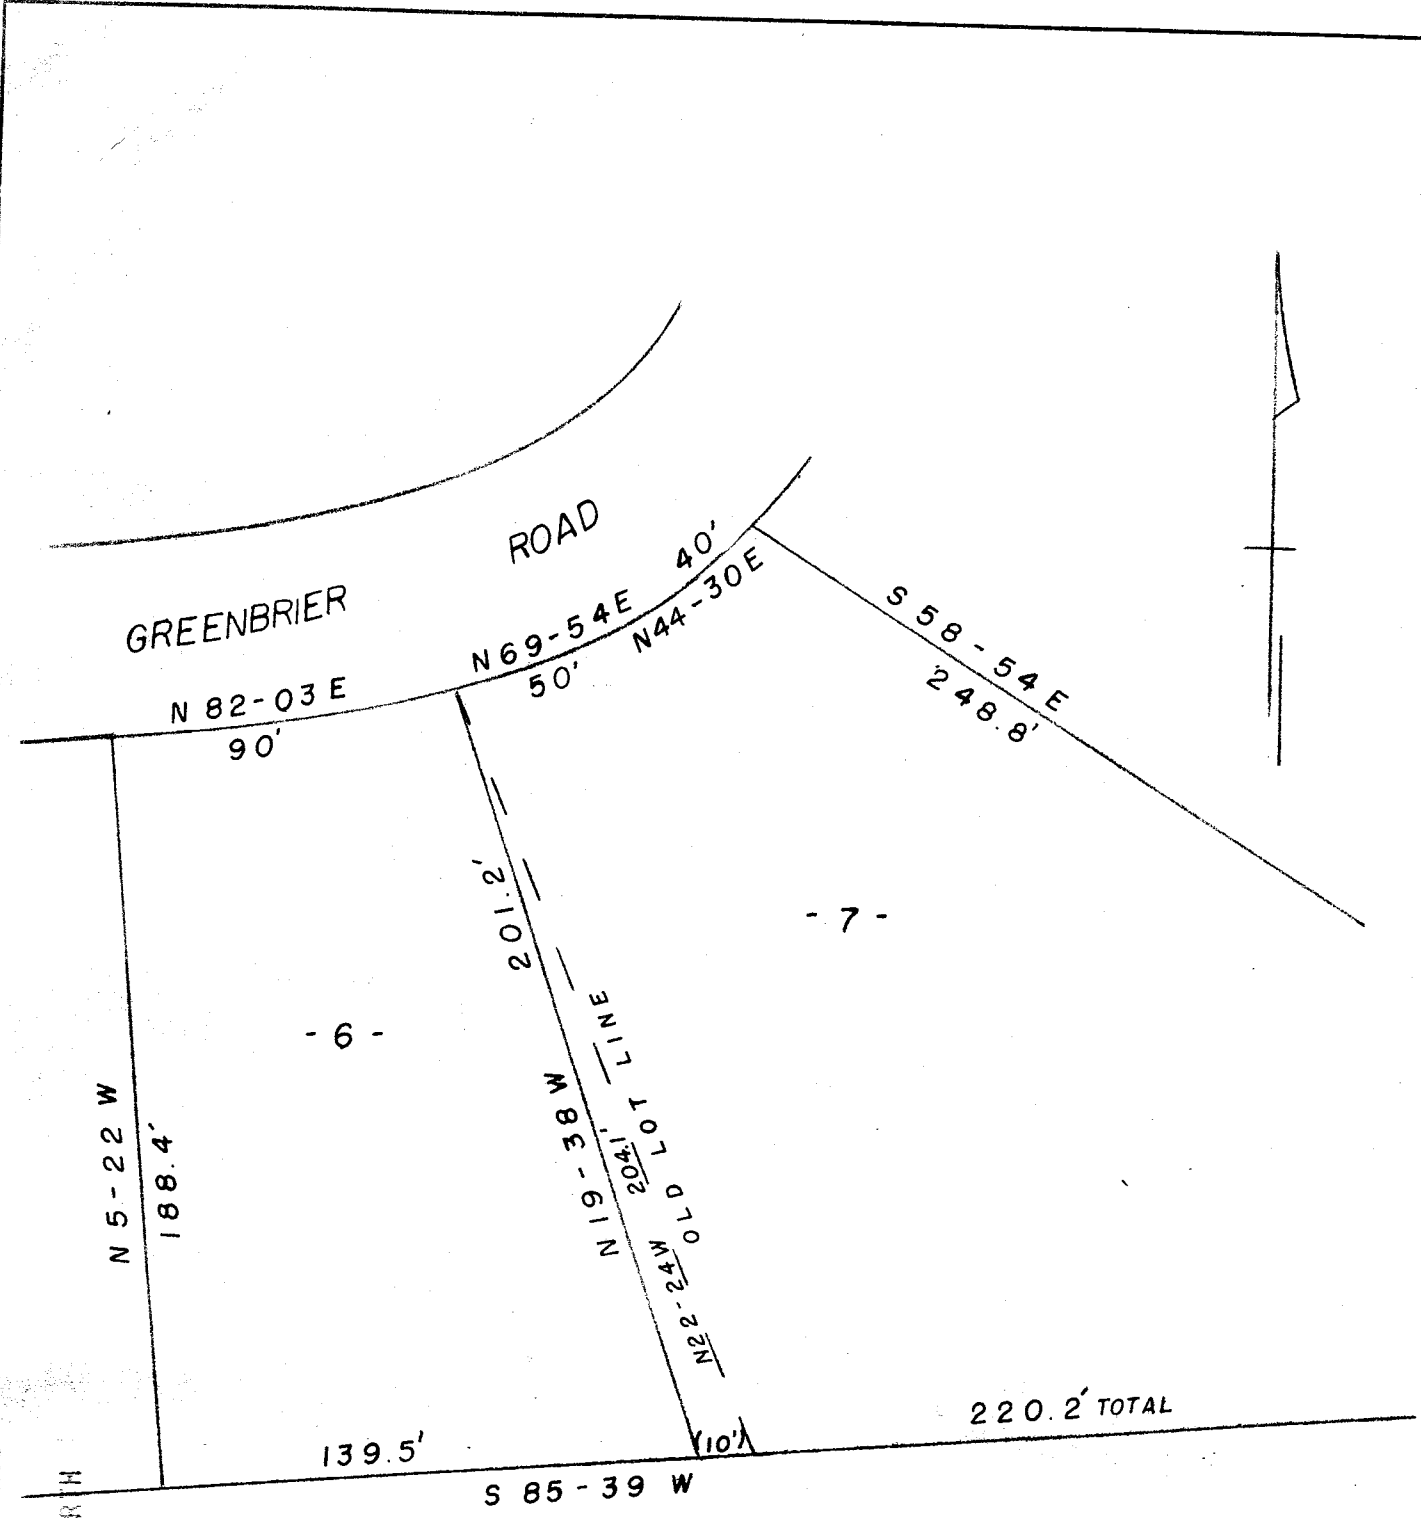 GREENBRIER ROAD
N 82-03 E
90'
N 69-54 E
50'
40'
N44-30E
S 58-54 E
248.8'
201.2'
N 19-38 W
204.1'
N22-24W
OLD LOT LINE
- 7 -
- 6 -
N 5-22 W
188.4'
139.5'
(10')
220.2' TOTAL
S 85-39 W